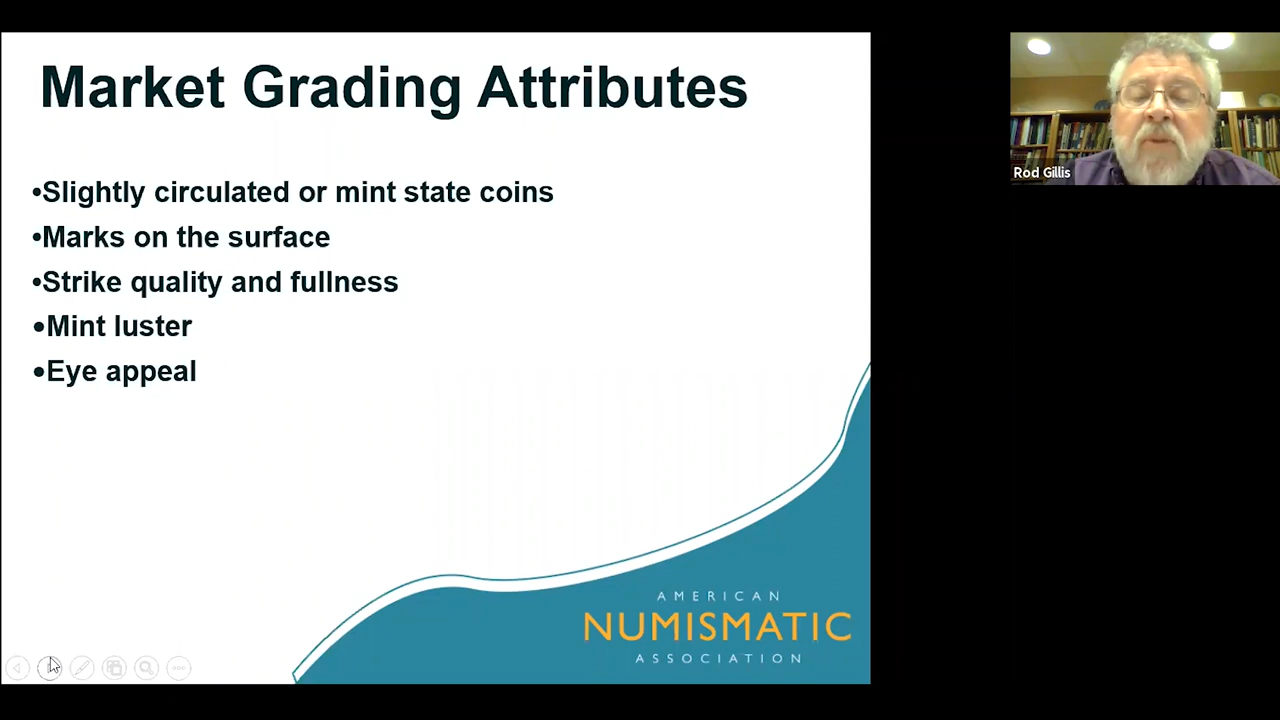 Market Grading Attributes
•Slightly circulated or mint state coins
•Marks on the surface
•Strike quality and fullness
•Mint luster
•Eye appeal
AMERICAN
NUMISMATIC
ASSOCIATION
Rod Gillis